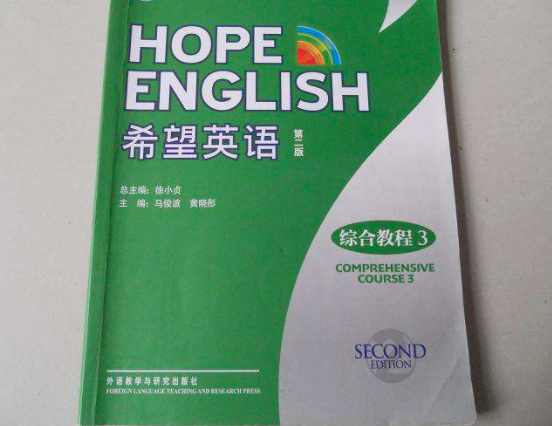 HOPE
ENGLISH
希望英语 第二版
总主编：徐小贞
主 编：马俊波 黄晓彤
综合教程 3
COMPREHENSIVE
COURSE 3
SECOND
EDITION
外语教学与研究出版社
FOREIGN LANGUAGE TEACHING AND RESEARCH PRESS